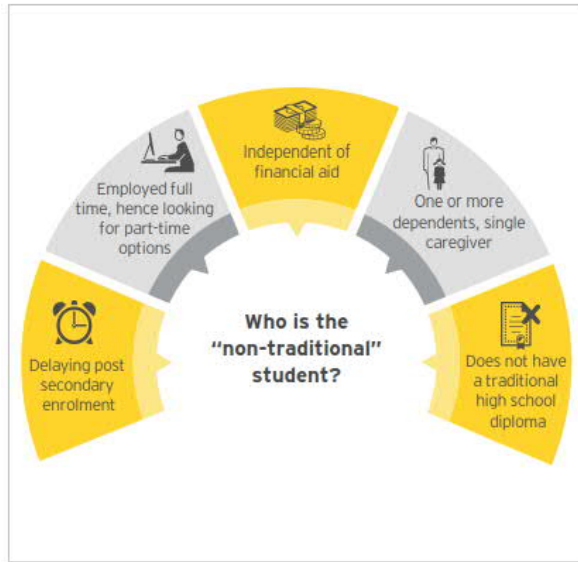 Delaying post
secondary
enrolment
Employed full
time, hence looking
for part-time
options
Independent of
financial aid
One or more
dependents, single
caregiver
Does not have
a traditional
high school
diploma
Who is the
“non-traditional”
student?